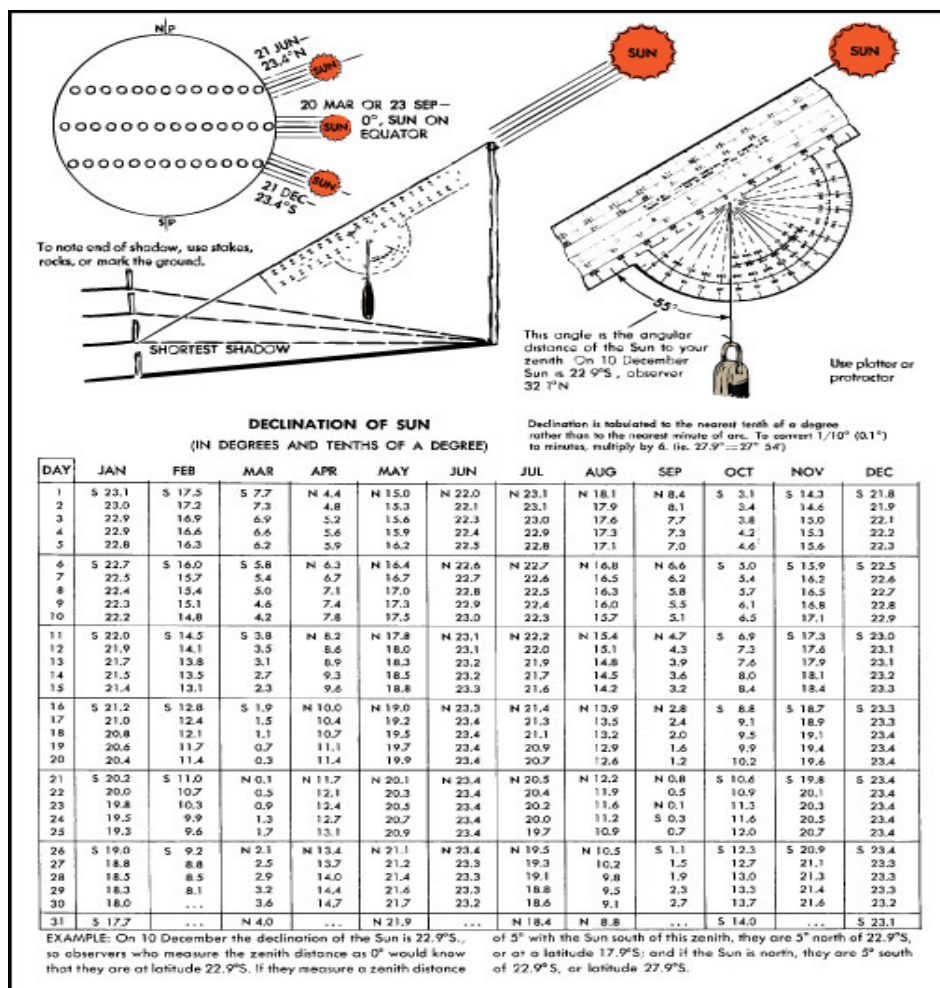 N P
21 JUN—
23.4°N
SUN
20 MAR OR 23 SEP—
0°, SUN ON
EQUATOR
SUN
21 DEC—
23.4°S
SUN
S P
To note end of shadow, use stakes,
rocks, or mark the ground.
SHORTEST SHADOW
SUN
SUN
55°
This angle is the angular
distance of the Sun to your
zenith On 10 December
Sun is 22 9°S, observer
32 1°N
Use plotter or
protractor
DECLINATION OF SUN
(IN DEGREES AND TENTHS OF A DEGREE)
Declination is tabulated to the nearest tenth of a degree
rather than to the nearest minute of arc. To convert 1/10° (0.1°)
to minutes, multiply by 6. (ie. 27.9°=27° 54')
DAY JAN FEB MAR APR MAY JUN JUL AUG SEP OCT NOV DEC
1 S 23.1 S 17.5 S 7.7 N 4.4 N 15.0 N 22.0 N 23.1 N 18.1 N 8.4 S 3.1 S 14.3 S 21.8
2 23.0 17.2 7.3 4.8 15.3 22.1 23.1 17.9 8.1 3.4 14.6 21.9
3 22.9 16.9 6.9 5.2 15.6 22.3 23.0 17.6 7.7 3.8 15.0 22.1
4 22.9 16.6 6.6 5.6 15.9 22.4 22.9 17.3 7.3 4.2 15.3 22.2
5 22.8 16.3 6.2 5.9 16.2 22.5 22.8 17.1 7.0 4.6 15.6 22.3
6 S 22.7 S 16.0 S 5.8 N 6.3 N 16.4 N 22.6 N 22.7 N 16.8 N 6.6 S 5.0 S 15.9 S 22.5
7 22.5 15.7 5.4 6.7 16.7 22.7 22.6 16.5 6.2 5.4 16.2 22.6
8 22.4 15.4 5.0 7.1 17.0 22.8 22.5 16.3 5.8 5.7 16.5 22.7
9 22.3 15.1 4.6 7.4 17.3 22.9 22.4 16.0 5.5 6.1 16.8 22.8
10 22.2 14.8 4.2 7.8 17.5 23.0 22.3 15.7 5.1 6.5 17.1 22.9
11 S 22.0 S 14.5 S 3.8 N 8.2 N 17.8 N 23.1 N 22.2 N 15.4 N 4.7 S 6.9 S 17.3 S 23.0
12 21.9 14.1 3.5 8.6 18.0 23.1 22.0 15.1 4.3 7.3 17.6 23.1
13 21.7 13.8 3.1 8.9 18.3 23.2 21.9 14.8 3.9 7.6 17.9 23.1
14 21.5 13.5 2.7 9.3 18.5 23.2 21.7 14.5 3.6 8.0 18.1 23.2
15 21.4 13.1 2.3 9.6 18.8 23.3 21.6 14.2 3.2 8.4 18.4 23.3
16 S 21.2 S 12.8 S 1.9 N 10.0 N 19.0 N 23.3 N 21.4 N 13.9 N 2.8 S 8.8 S 18.7 S 23.3
17 21.0 12.4 1.5 10.4 19.2 23.4 21.3 13.5 2.4 9.1 18.9 23.3
18 20.8 12.1 1.1 10.7 19.5 23.4 21.1 13.2 2.0 9.5 19.1 23.4
19 20.6 11.7 0.7 11.1 19.7 23.4 20.9 12.9 1.6 9.9 19.4 23.4
20 20.4 11.4 0.3 11.4 19.9 23.4 20.7 12.6 1.2 10.2 19.6 23.4
21 S 20.2 S 11.0 N 0.1 N 11.7 N 20.1 N 23.4 N 20.5 N 12.2 N 0.8 S 10.6 S 19.8 S 23.4
22 20.0 10.7 0.5 12.1 20.3 23.4 20.4 11.9 0.5 10.9 20.1 23.4
23 19.8 10.3 0.9 12.4 20.5 23.4 20.2 11.6 N 0.1 11.3 20.3 23.4
24 19.5 9.9 1.3 12.7 20.7 23.4 20.0 11.2 S 0.3 11.6 20.5 23.4
25 19.3 9.6 1.7 13.1 20.9 23.4 19.7 10.9 0.7 12.0 20.7 23.4
26 S 19.0 S 9.2 N 2.1 N 13.4 N 21.1 N 23.4 N 19.5 N 10.5 S 1.1 S 12.3 S 20.9 S 23.4
27 18.8 8.8 2.5 13.7 21.2 23.3 19.3 10.2 1.5 12.7 21.1 23.3
28 18.5 8.5 2.9 14.0 21.4 23.3 19.1 9.8 1.9 13.0 21.3 23.3
29 18.3 8.1 3.2 14.4 21.6 23.3 18.8 9.5 2.3 13.3 21.4 23.3
30 18.0 ... 3.6 14.7 21.7 23.2 18.6 9.1 2.7 13.7 21.6 23.2
31 S 17.7 ... N 4.0 ... N 21.9 ... N 18.4 N 8.8 ... S 14.0 ... S 23.1
EXAMPLE: On 10 December the declination of the Sun is 22.9°S.,
so observers who measure the zenith distance as 0° would know
that they are at latitude 22.9°S. If they measure a zenith distance
of 5° with the Sun south of this zenith, they are 5° north of 22.9°S,
or at a latitude 17.9°S; and if the Sun is north, they are 5° south
of 22.9°S, or latitude 27.9°S.